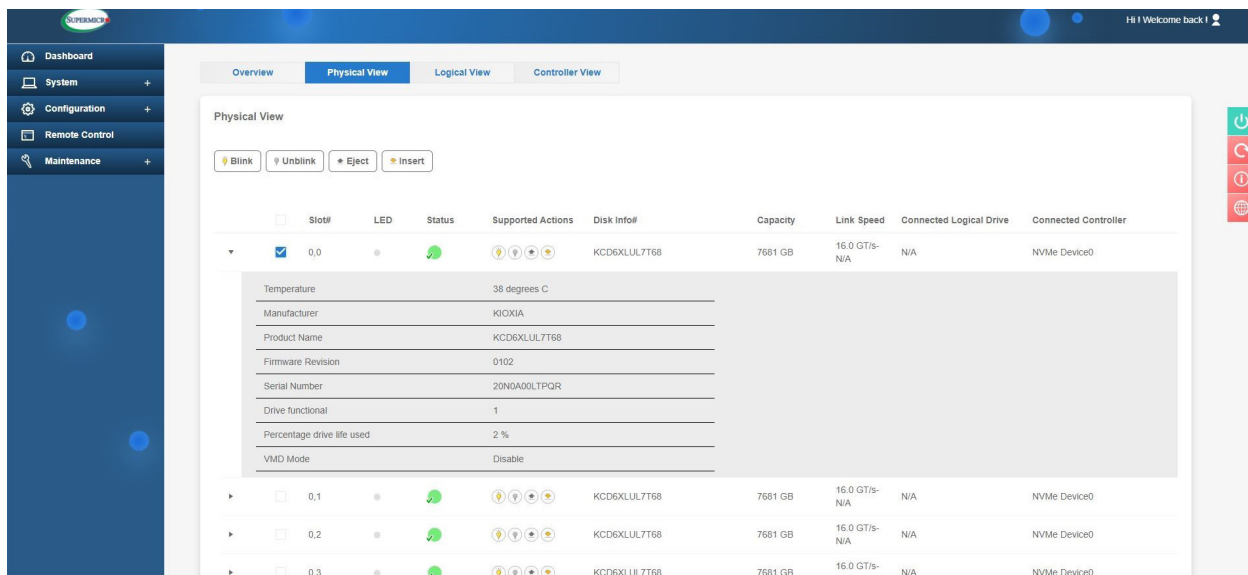 SUPERMICR
Hi ! Welcome back !
Dashboard
System +
Configuration +
Remote Control
Maintenance +
Overview Physical View Logical View Controller View
Physical View
Blink Unblink Eject Insert
Slot# LED Status Supported Actions Disk Info# Capacity Link Speed Connected Logical Drive Connected Controller
0,0 KCD6XLUL7T68 7681 GB 16.0 GT/s- N/A NVMe Device0
N/A
Temperature 38 degrees C
Manufacturer KIOXIA
Product Name KCD6XLUL7T68
Firmware Revision 0102
Serial Number 20N0A00LTPQR
Drive functional 1
Percentage drive life used 2 %
VMD Mode Disable
0,1 KCD6XLUL7T68 7681 GB 16.0 GT/s- N/A NVMe Device0
N/A
0,2 KCD6XLUL7T68 7681 GB 16.0 GT/s- N/A NVMe Device0
N/A
0,3 KCD6XLUL7T68 7681 GB 16.0 GT/s- N/A NVMe Device0